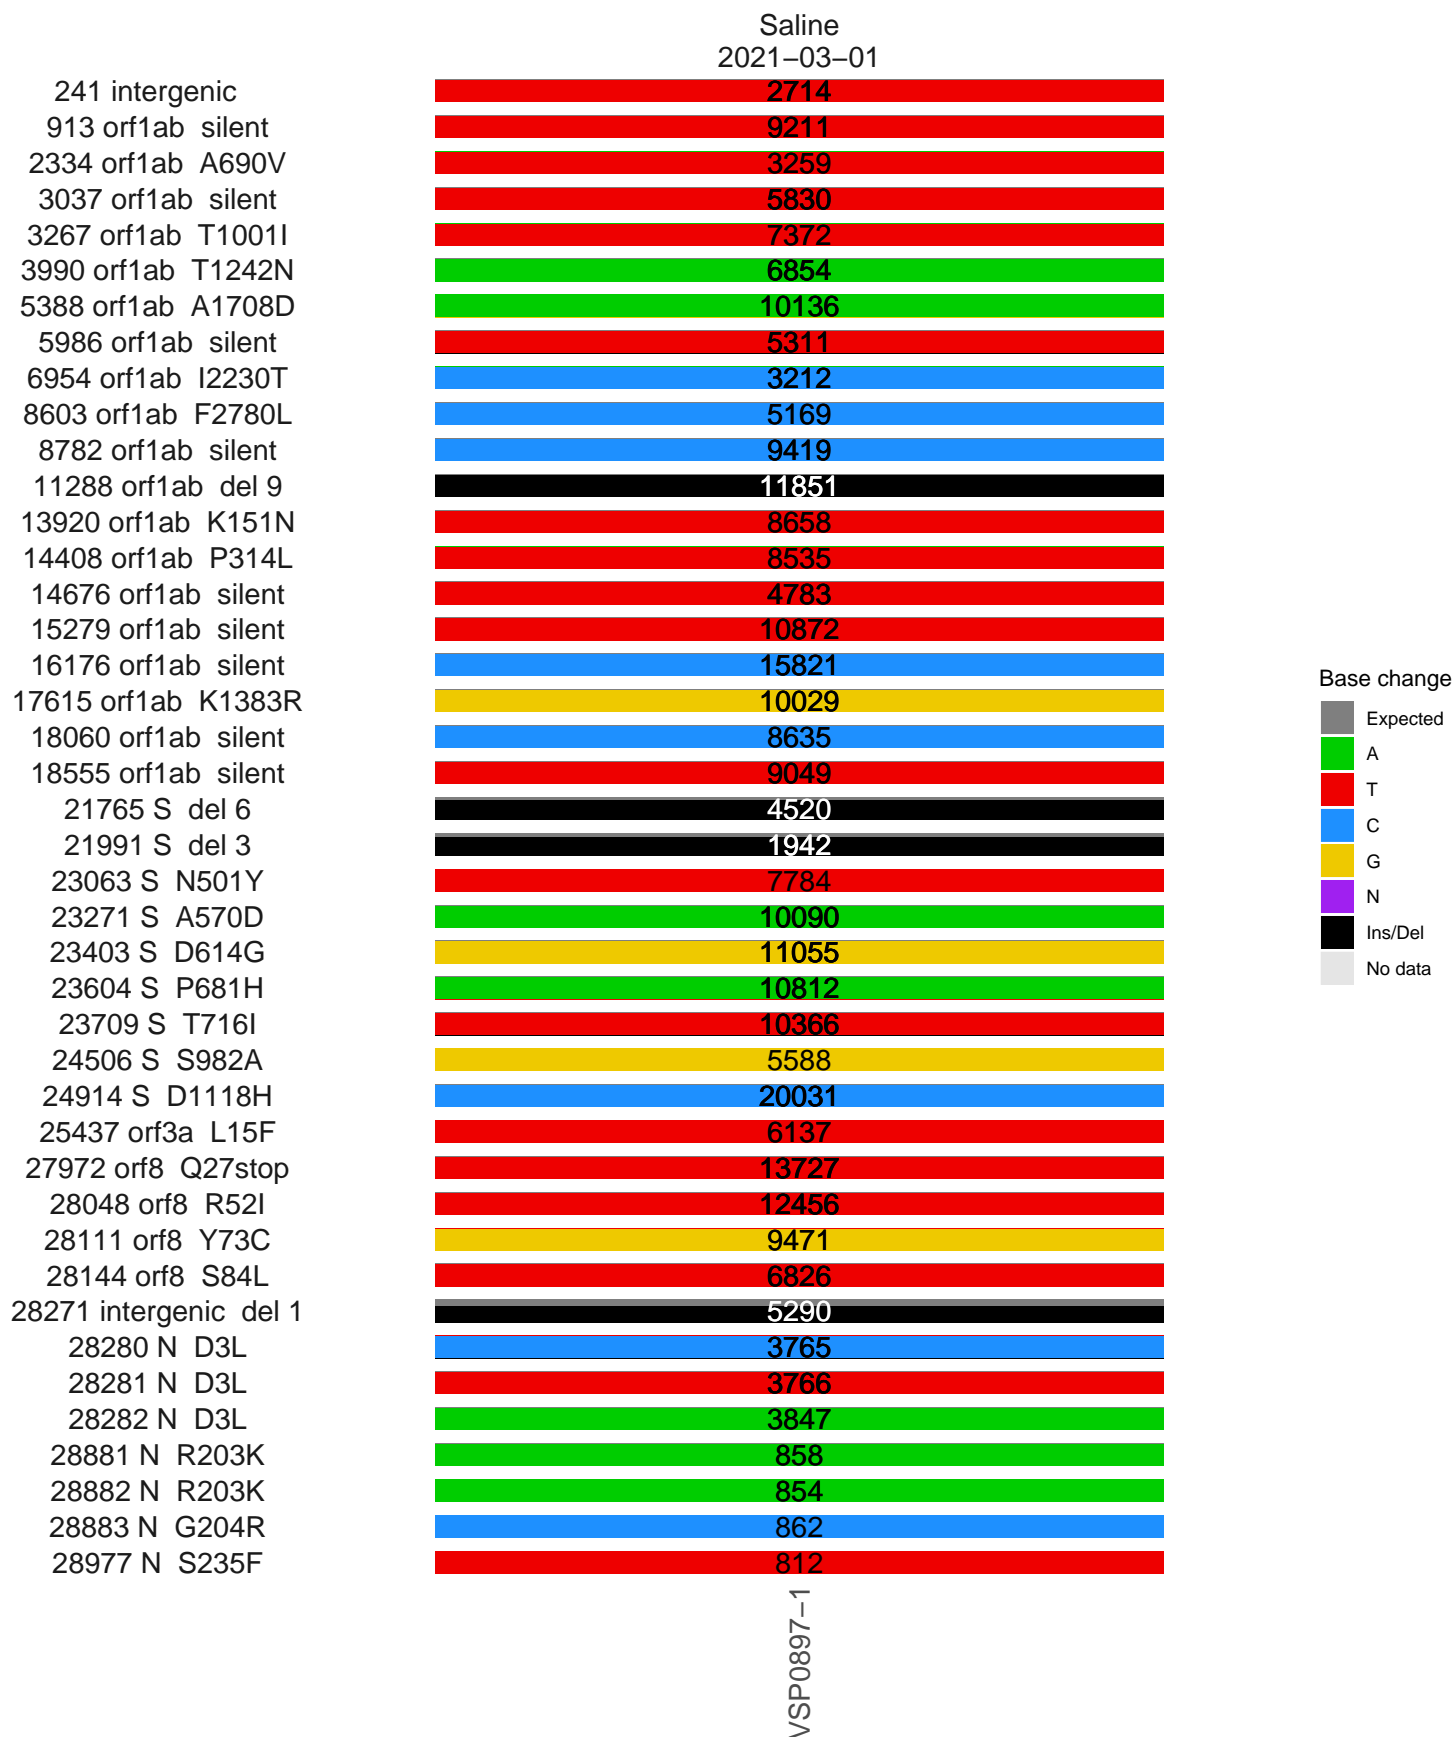 Saline
2021−03−01
241 intergenic 2714
913 orf1ab silent 9211
2334 orf1ab A690V 3259
3037 orf1ab silent 5830
3267 orf1ab T1001I 7372
3990 orf1ab T1242N 6854
5388 orf1ab A1708D 10136
5986 orf1ab silent 5311
6954 orf1ab I2230T 3212
8603 orf1ab F2780L 5169
8782 orf1ab silent 9419
11288 orf1ab del 9 11851
13920 orf1ab K151N 8658
14408 orf1ab P314L 8535
14676 orf1ab silent 4783
15279 orf1ab silent 10872
16176 orf1ab silent 15821
17615 orf1ab K1383R 10029
18060 orf1ab silent 8635
18555 orf1ab silent 9049
21765 S del 6 4520
21991 S del 3 1942
23063 S N501Y 7784
23271 S A570D 10090
23403 S D614G 11055
23604 S P681H 10812
23709 S T716I 10366
24506 S S982A 5588
24914 S D1118H 20031
25437 orf3a L15F 6137
27972 orf8 Q27stop 13727
28048 orf8 R52I 12456
28111 orf8 Y73C 9471
28144 orf8 S84L 6826
28271 intergenic del 1 5290
28280 N D3L 3765
28281 N D3L 3766
28282 N D3L 3847
28881 N R203K 858
28882 N R203K 854
28883 N G204R 862
28977 N S235F 812
VSP0897−1
Base change
Expected
A
T
C
G
N
Ins/Del
No data